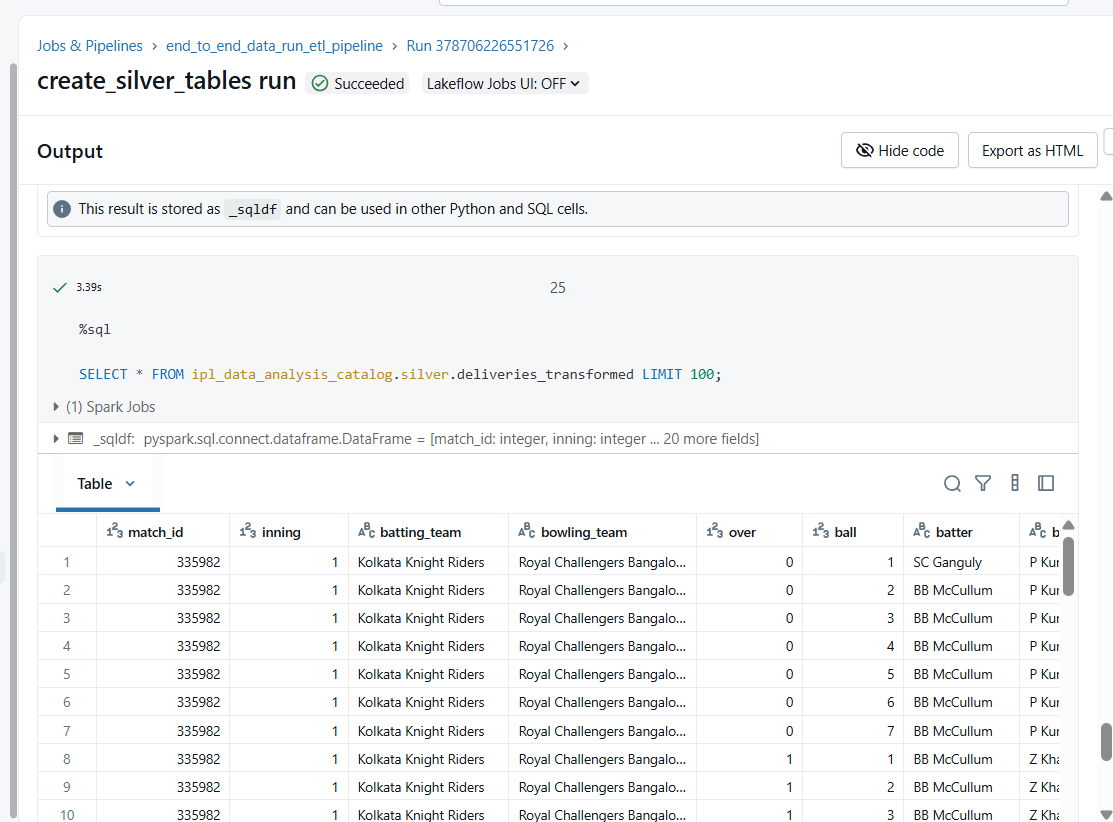 Jobs & Pipelines › end_to_end_data_run_etl_pipeline › Run 378706226551726 ›
create_silver_tables run Succeeded Lakeflow Jobs UI: OFF
Output Hide code Export as HTML
This result is stored as _sqldf and can be used in other Python and SQL cells.
3.39s 25
%sql
SELECT * FROM ipl_data_analysis_catalog.silver.deliveries_transformed LIMIT 100;
(1) Spark Jobs
_sqldf: pyspark.sql.connect.dataframe.DataFrame = [match_id: integer, inning: integer ... 20 more fields]
Table
123 match_id 123 inning ABC batting_team ABC bowling_team 123 over 123 ball ABC batter ABC b
1 335982 1 Kolkata Knight Riders Royal Challengers Bangalo... 0 1 SC Ganguly P Kur
2 335982 1 Kolkata Knight Riders Royal Challengers Bangalo... 0 2 BB McCullum P Kur
3 335982 1 Kolkata Knight Riders Royal Challengers Bangalo... 0 3 BB McCullum P Kur
4 335982 1 Kolkata Knight Riders Royal Challengers Bangalo... 0 4 BB McCullum P Kur
5 335982 1 Kolkata Knight Riders Royal Challengers Bangalo... 0 5 BB McCullum P Kur
6 335982 1 Kolkata Knight Riders Royal Challengers Bangalo... 0 6 BB McCullum P Kur
7 335982 1 Kolkata Knight Riders Royal Challengers Bangalo... 0 7 BB McCullum P Kur
8 335982 1 Kolkata Knight Riders Royal Challengers Bangalo... 1 1 BB McCullum Z Kha
9 335982 1 Kolkata Knight Riders Royal Challengers Bangalo... 1 2 BB McCullum Z Kha
10 335982 1 Kolkata Knight Riders Royal Challengers Bangalo... 1 3 BB McCullum Z Kha